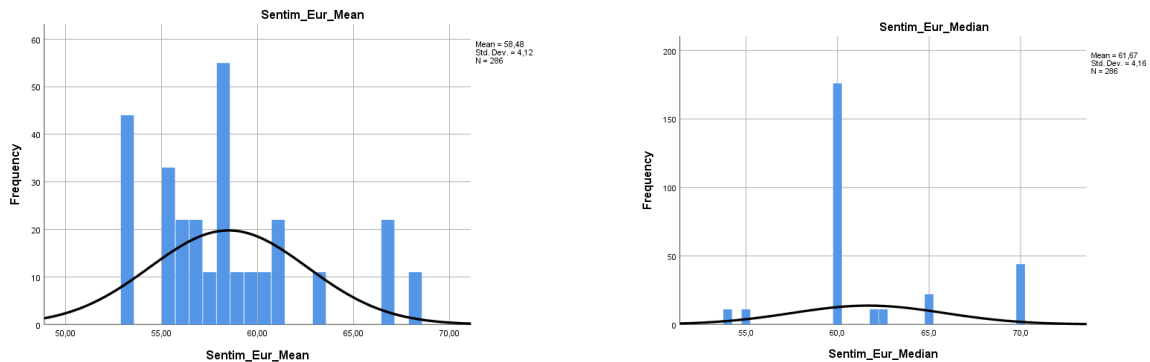 Sentim_Eur_Mean
Mean = 58,48
Std. Dev. = 4,12
N = 286
60
50
40
30
20
10
0
Frequency
50,00 55,00 60,00 65,00 70,00
Sentim_Eur_Mean
Sentim_Eur_Median
Mean = 61,67
Std. Dev. = 4,16
N = 286
200
150
100
50
0
Frequency
55,0 60,0 65,0 70,0
Sentim_Eur_Median